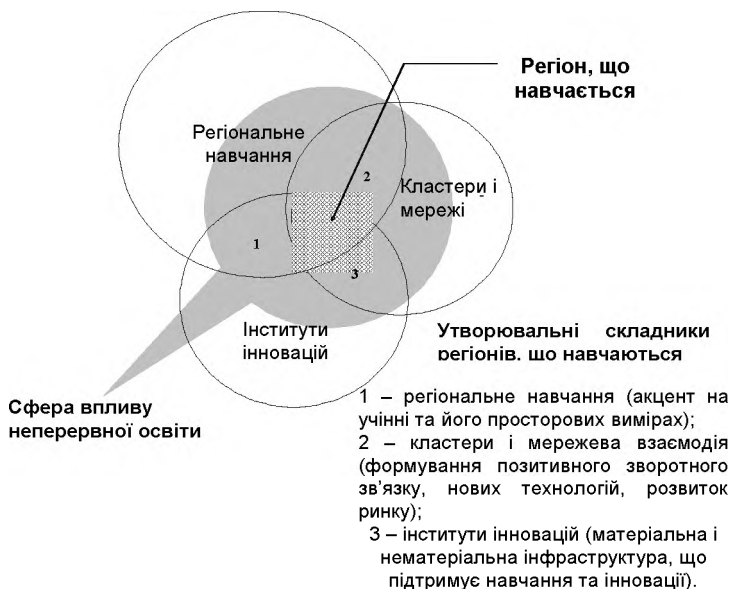 Регіон, що
навчається
Регіональне
навчання
2
Кластери і
мережі
1
3
Інститути
інновацій
Утворювальні складники
регіонів, що навчаються
Сфера впливу
неперервної освіти
1 – регіональне навчання (акцент на
учінні та його просторових вимірах);
2 – кластери і мережева взаємодія
(формування позитивного зворотного
зв’язку, нових технологій, розвиток
ринку);
3 – інститути інновацій (матеріальна і
нематеріальна інфраструктура, що
підтримує навчання та інновації).